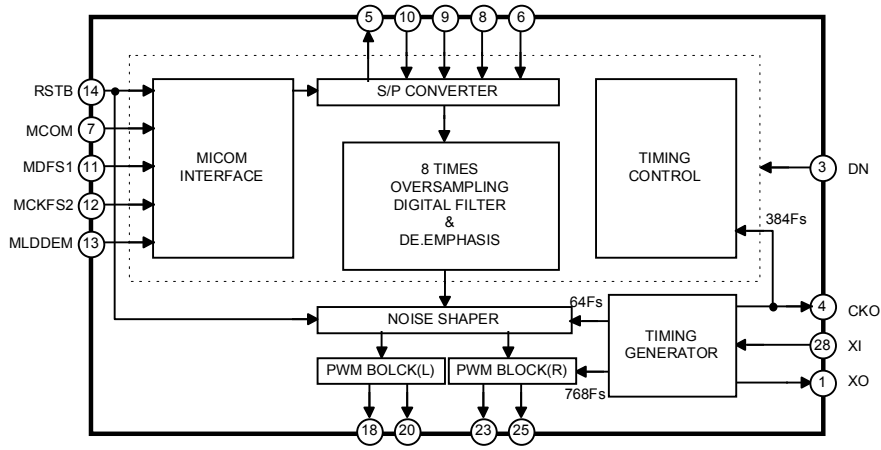 5
10
9
8
6
RSTB
14
MCOM
7
MDFS1
11
MCKFS2
12
MLDDEM
13
MICOM
INTERFACE
S/P CONVERTER
8 TIMES
OVERSAMPLING
DIGITAL FILTER
&
DE.EMPHASIS
TIMING
CONTROL
3
DN
384Fs
NOISE SHAPER
64Fs
TIMING
GENERATOR
4
CKO
28
XI
1
XO
PWM BOLCK(L)
PWM BLOCK(R)
768Fs
18
20
23
25